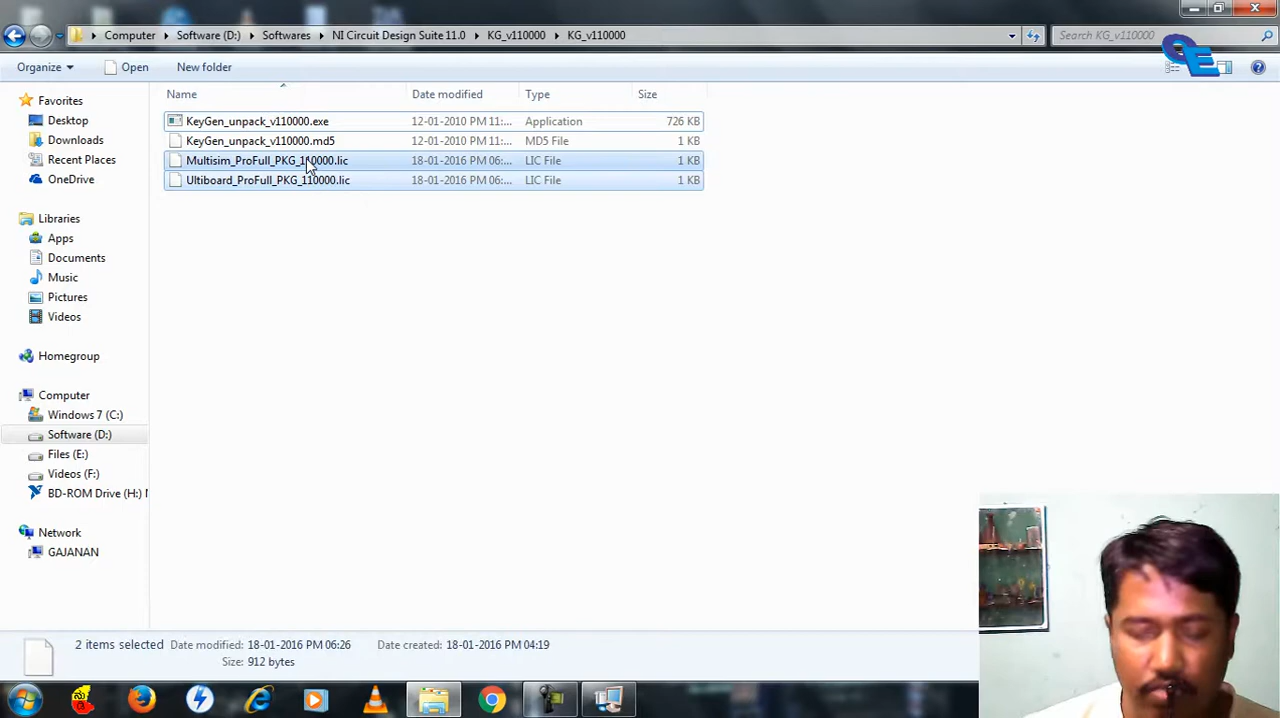 Computer
Software (D:)
Softwares
NI Circuit Design Suite 11.0
KG_v110000
KG_v110000
Search KG_v110000
Organize
Open
New folder
Name
Date modified
Type
Size
Favorites
Desktop
Downloads
Recent Places
OneDrive
Libraries
Apps
Documents
Music
Pictures
Videos
Homegroup
Computer
Windows 7 (C:)
Software (D:)
Files (E:)
Videos (F:)
BD-ROM Drive (H:) N
Network
GAJANAN
KeyGen_unpack_v110000.exe 12-01-2010 PM 11:... Application 726 KB
KeyGen_unpack_v110000.md5 12-01-2010 PM 11:... MD5 File 1 KB
Multisim_ProFull_PKG_110000.lic 18-01-2016 PM 06:... LIC File 1 KB
Ultiboard_ProFull_PKG_110000.lic 18-01-2016 PM 06:... LIC File 1 KB
2 items selected Date modified: 18-01-2016 PM 06:26 Date created: 18-01-2016 PM 04:19
Size: 912 bytes